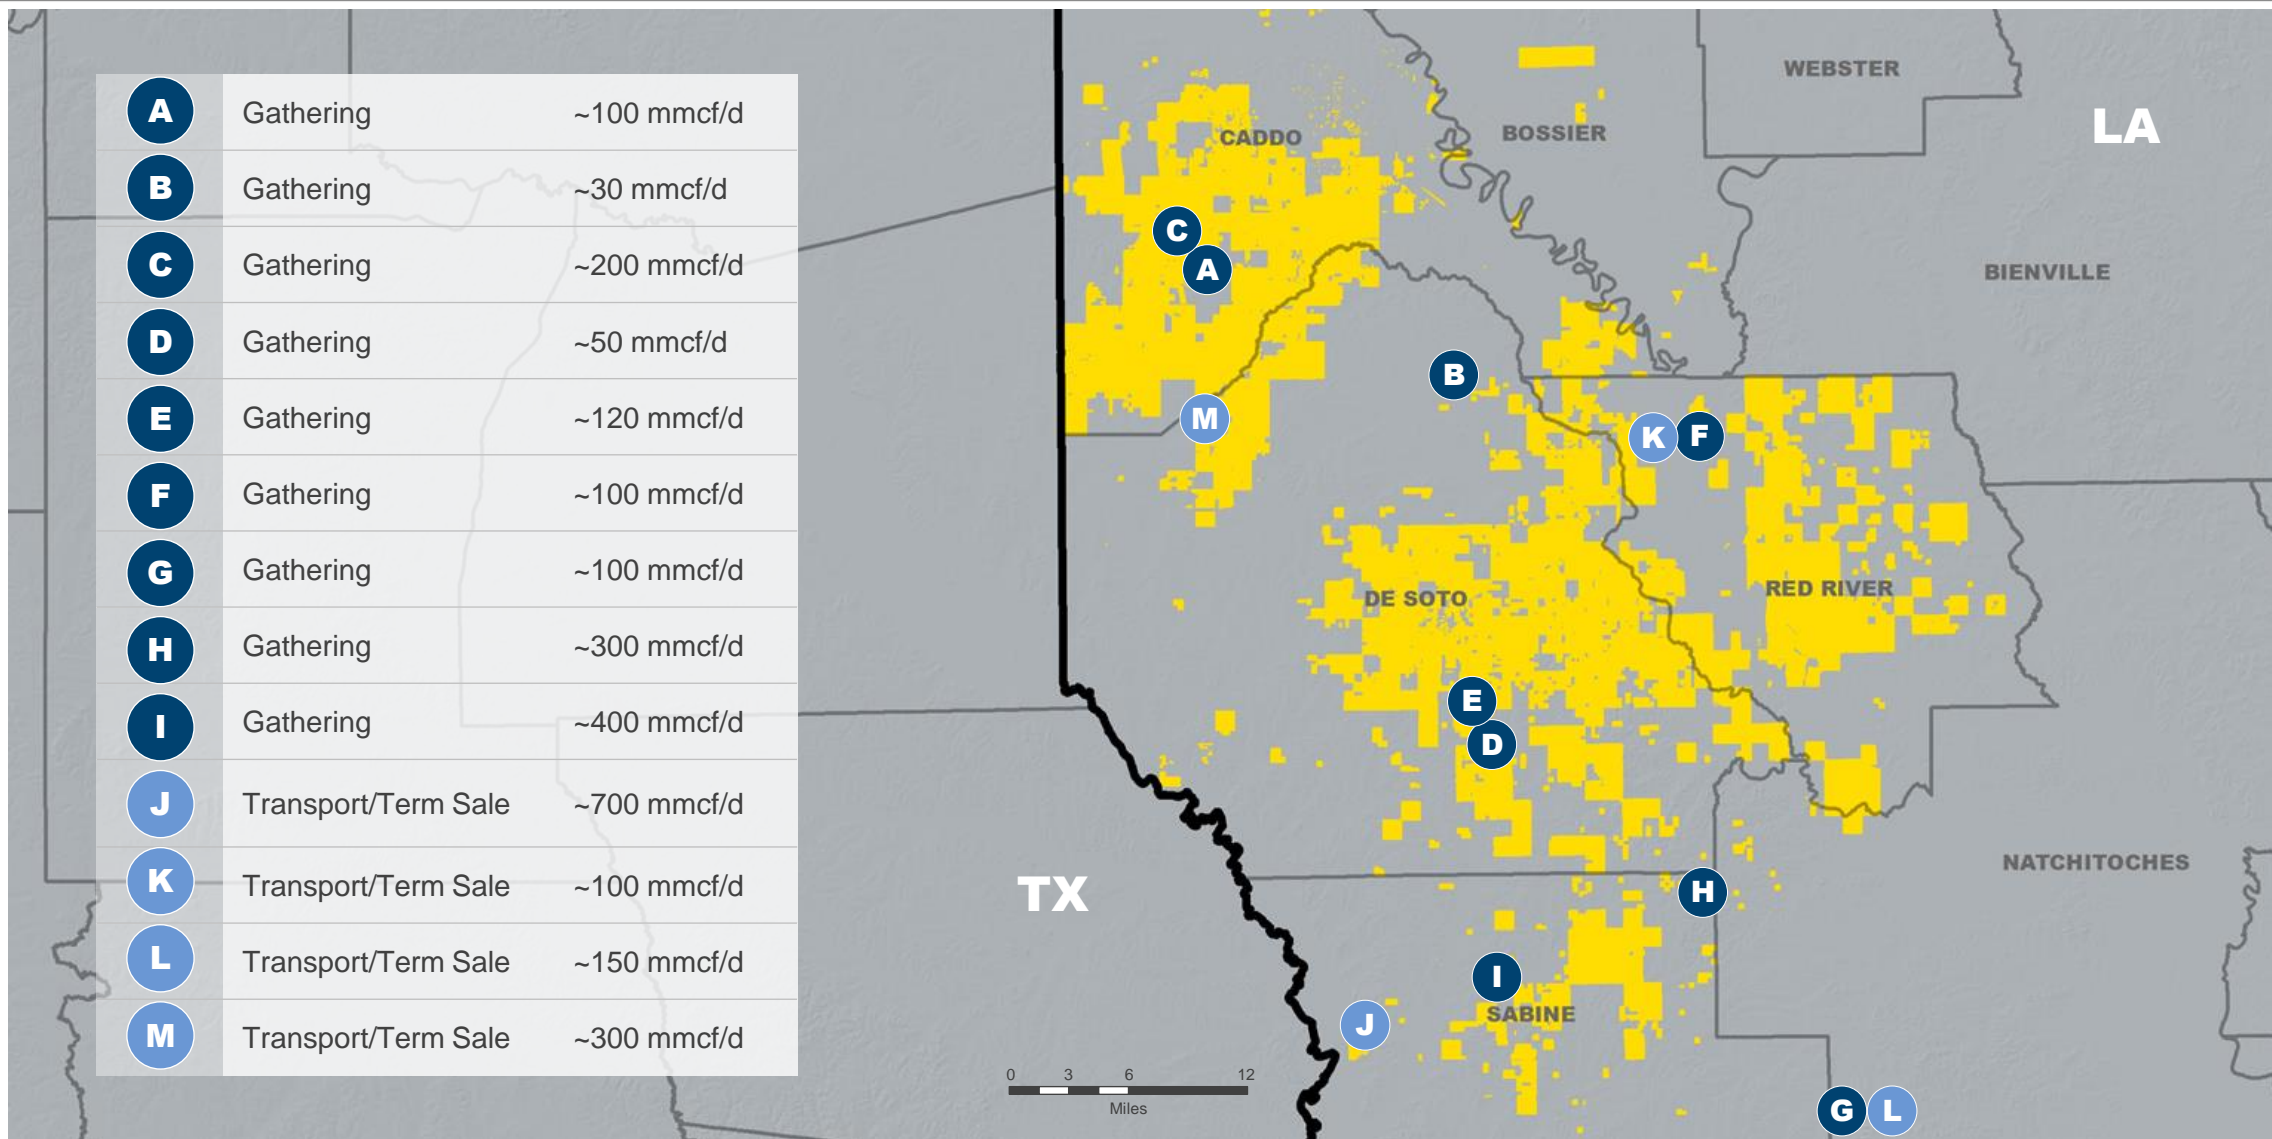 A Gathering ~100 mmcf/d
B Gathering ~30 mmcf/d
C Gathering ~200 mmcf/d
D Gathering ~50 mmcf/d
E Gathering ~120 mmcf/d
F Gathering ~100 mmcf/d
G Gathering ~100 mmcf/d
H Gathering ~300 mmcf/d
I Gathering ~400 mmcf/d
J Transport/Term Sale ~700 mmcf/d
K Transport/Term Sale ~100 mmcf/d
L Transport/Term Sale ~150 mmcf/d
M Transport/Term Sale ~300 mmcf/d
WEBSTER
LA
CADDO
BOSSIER
C
A
BIENVILLE
B
M
K F
DE SOTO
RED RIVER
E
D
NATCHITOCHES
TX
H
I
SABINE
J
0 3 6 12
Miles
G L